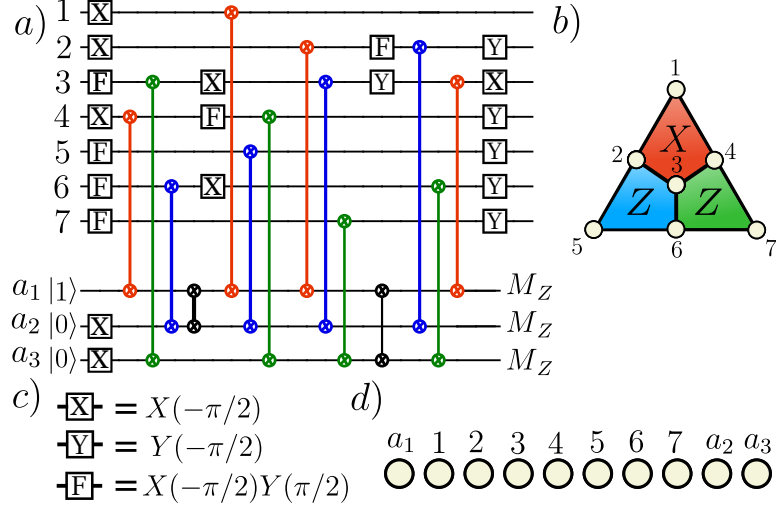 a)
1 X
2 X F Y
3 F X Y X
4 X F Y
5 F Y
6 F X Y
7 F Y
a₁ |1⟩ M_Z
a₂ |0⟩ X M_Z
a₃ |0⟩ X M_Z
b)
1
X
2 3 4
Z Z
5 6 7
c)
X = X(−π/2)
Y = Y(−π/2)
F = X(−π/2)Y(π/2)
d)
a₁ 1 2 3 4 5 6 7 a₂ a₃